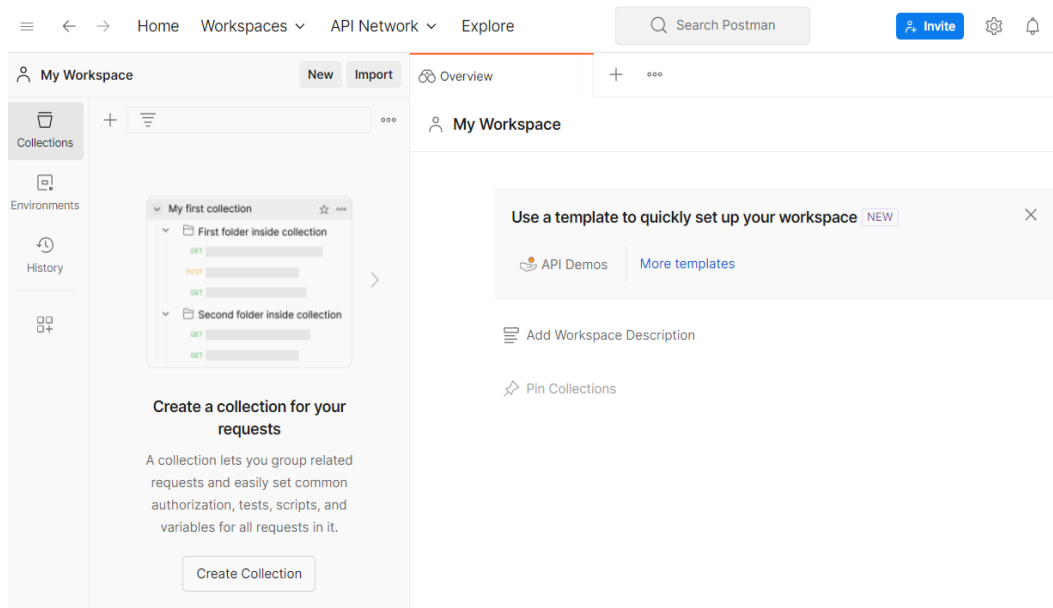 Home Workspaces API Network Explore Search Postman Invite
My Workspace New Import Overview
Collections
My Workspace
Environments
History
My first collection
First folder inside collection
GET
POST
GET
Second folder inside collection
GET
GET
Create a collection for your
requests
A collection lets you group related
requests and easily set common
authorization, tests, scripts, and
variables for all requests in it.
Create Collection
Use a template to quickly set up your workspace NEW
API Demos More templates
Add Workspace Description
Pin Collections